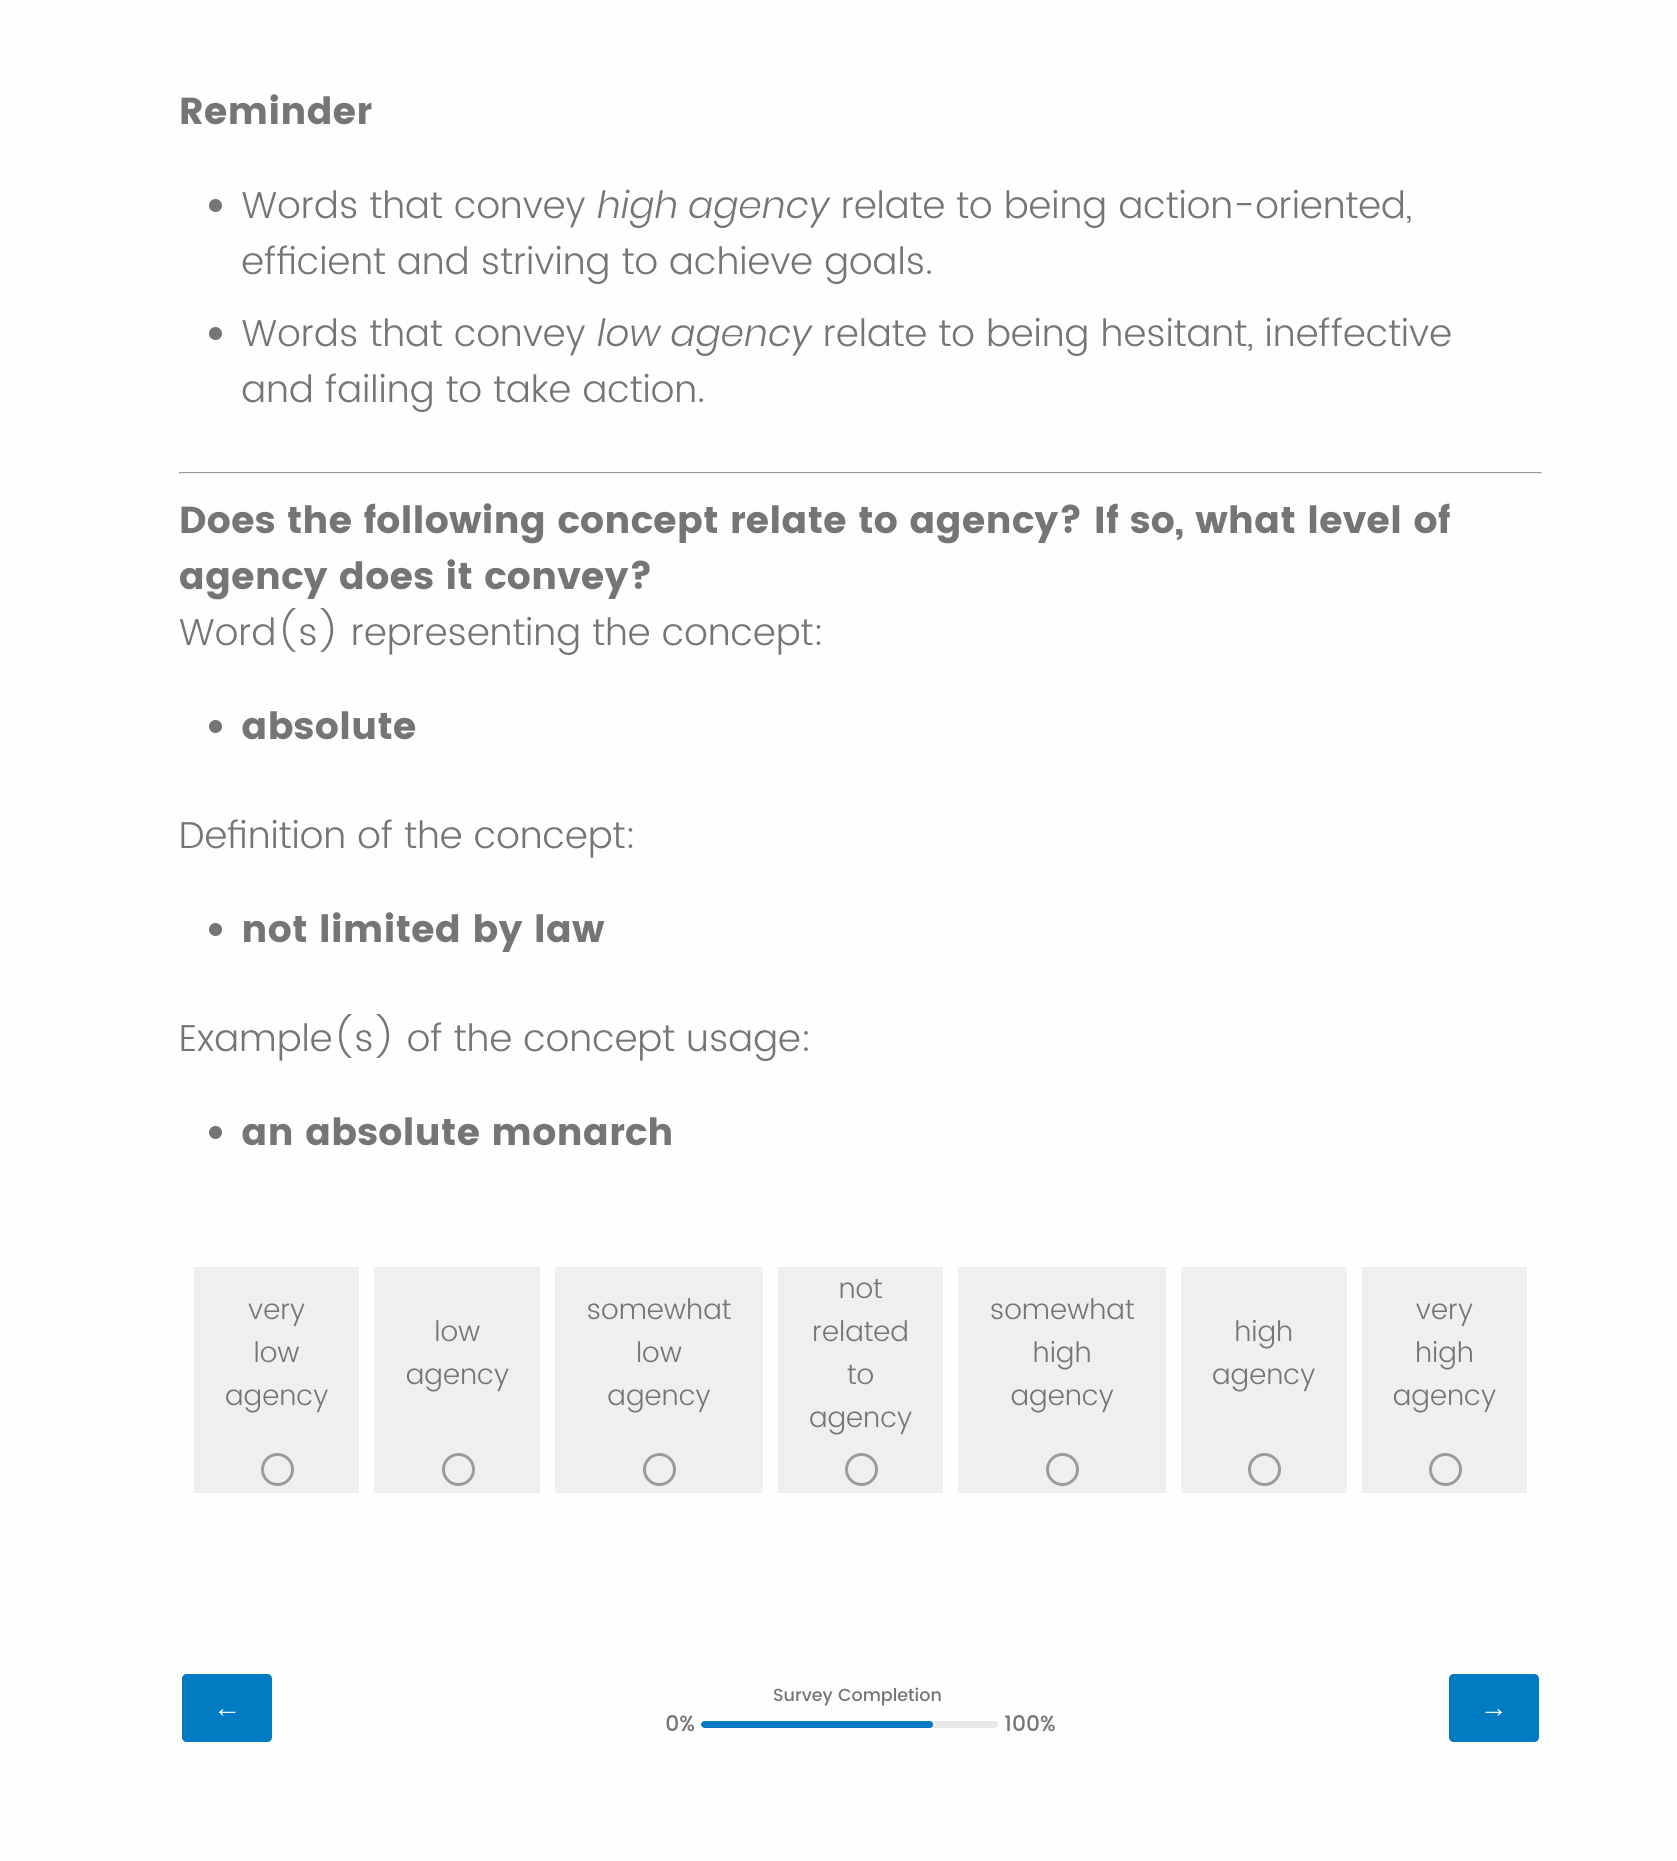 Reminder
• Words that convey high agency relate to being action-oriented,
efficient and striving to achieve goals.
• Words that convey low agency relate to being hesitant, ineffective
and failing to take action.
Does the following concept relate to agency? If so, what level of
agency does it convey?
Word(s) representing the concept:
• absolute
Definition of the concept:
• not limited by law
Example(s) of the concept usage:
• an absolute monarch
very
low
agency
low
agency
somewhat
low
agency
not
related
to
agency
somewhat
high
agency
high
agency
very
high
agency
←
Survey Completion
0% 100%
→